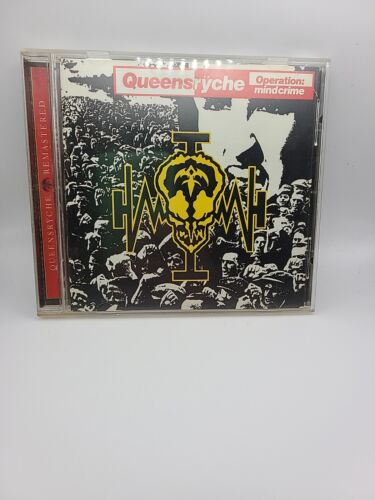 Queensrÿche
Operation:
mindcrime
QUEENSRŸCHE REMASTERED